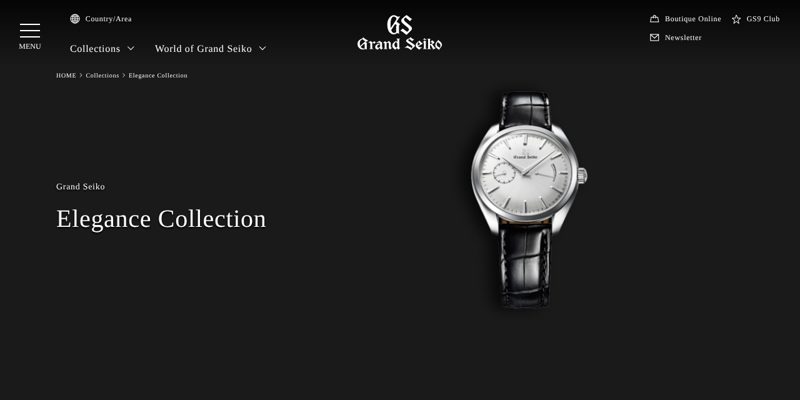 Country/Area
Boutique Online
GS9 Club
Newsletter
MENU
Collections
World of Grand Seiko
GS
Grand Seiko
HOME > Collections > Elegance Collection
Grand Seiko
Elegance Collection
Grand Seiko